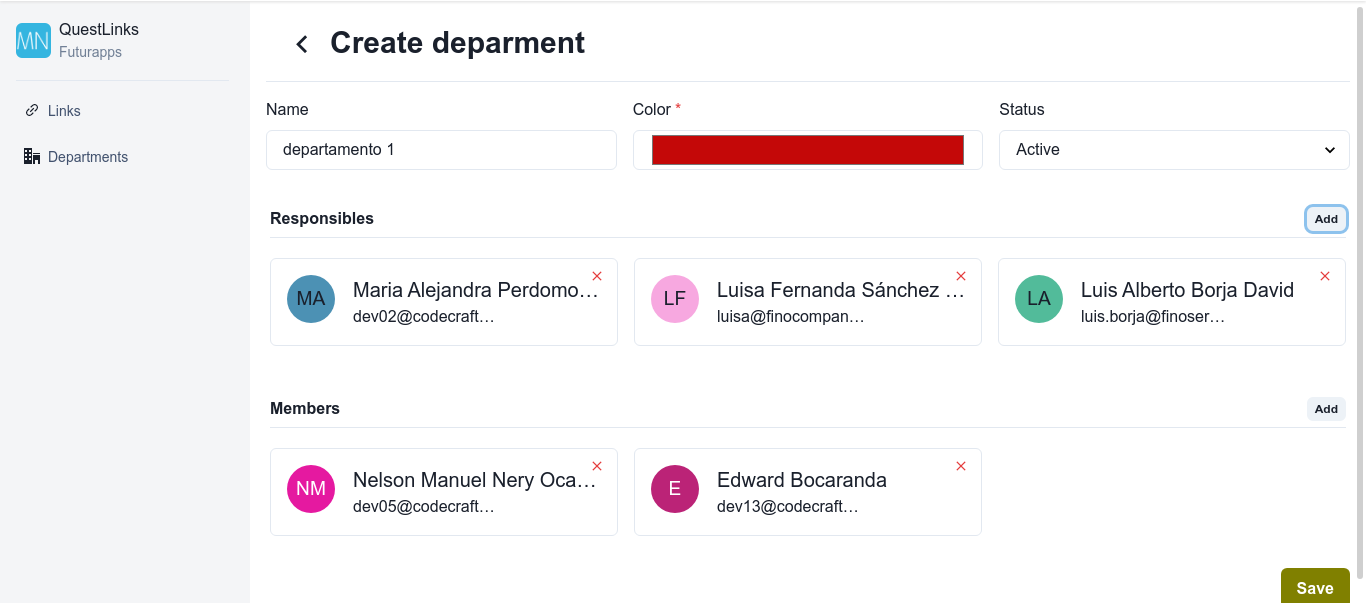 MN
QuestLinks
Futurapps
Links
Departments
Create deparment
Name
Color *
Status
departamento 1
Active
Responsibles
Add
MA
Maria Alejandra Perdomo…
dev02@codecraft…
LF
Luisa Fernanda Sánchez …
luisa@finocompan…
LA
Luis Alberto Borja David
luis.borja@finoser…
Members
Add
NM
Nelson Manuel Nery Oca…
dev05@codecraft…
E
Edward Bocaranda
dev13@codecraft…
Save